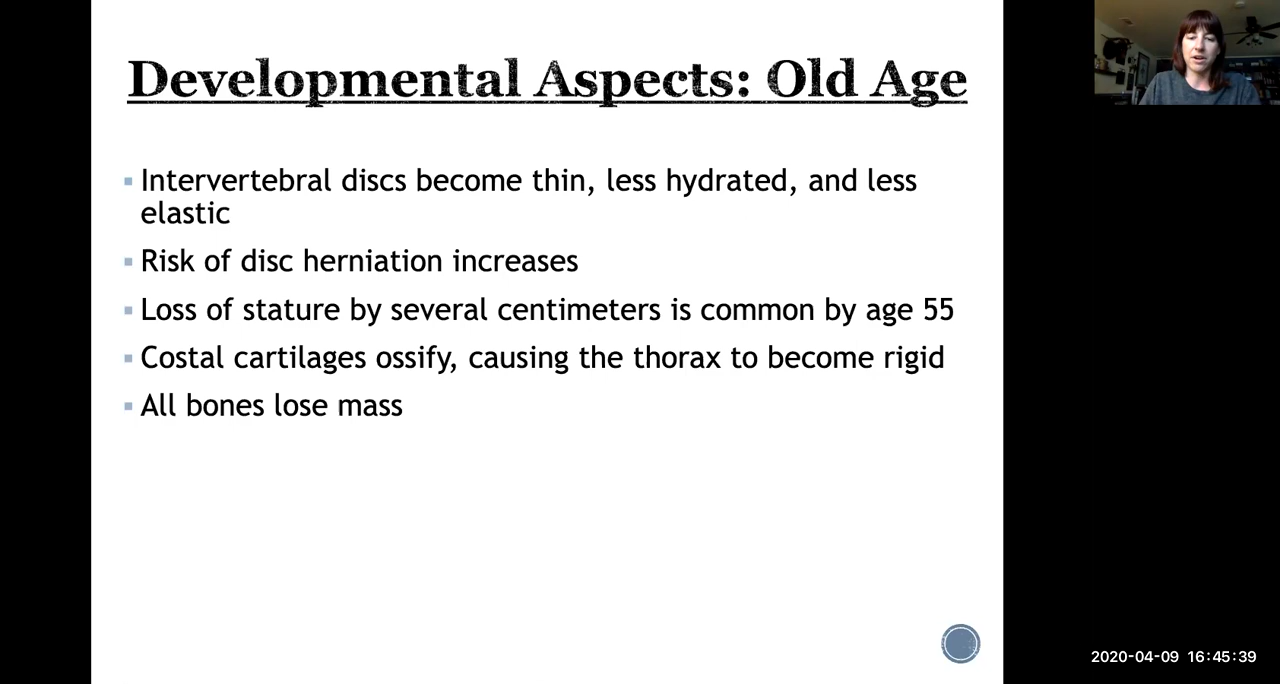 Developmental Aspects: Old Age
Intervertebral discs become thin, less hydrated, and less
elastic
Risk of disc herniation increases
Loss of stature by several centimeters is common by age 55
Costal cartilages ossify, causing the thorax to become rigid
All bones lose mass
2020-04-09 16:45:39